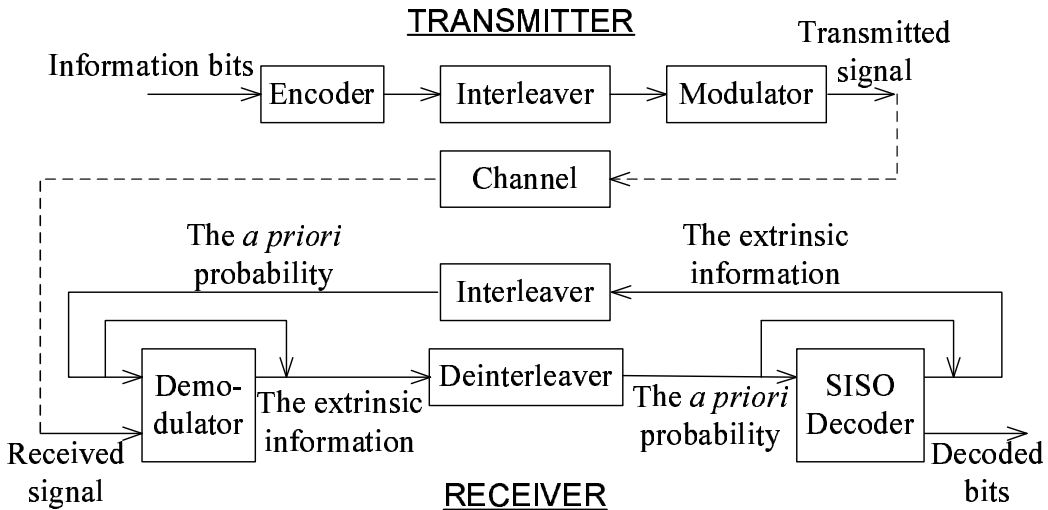 TRANSMITTER
Information bits
Encoder
Interleaver
Modulator
Transmitted
signal
Channel
The a priori
probability
Interleaver
The extrinsic
information
Demo-
dulator
The extrinsic
information
Deinterleaver
The a priori
probability
SISO
Decoder
Received
signal
Decoded
bits
RECEIVER